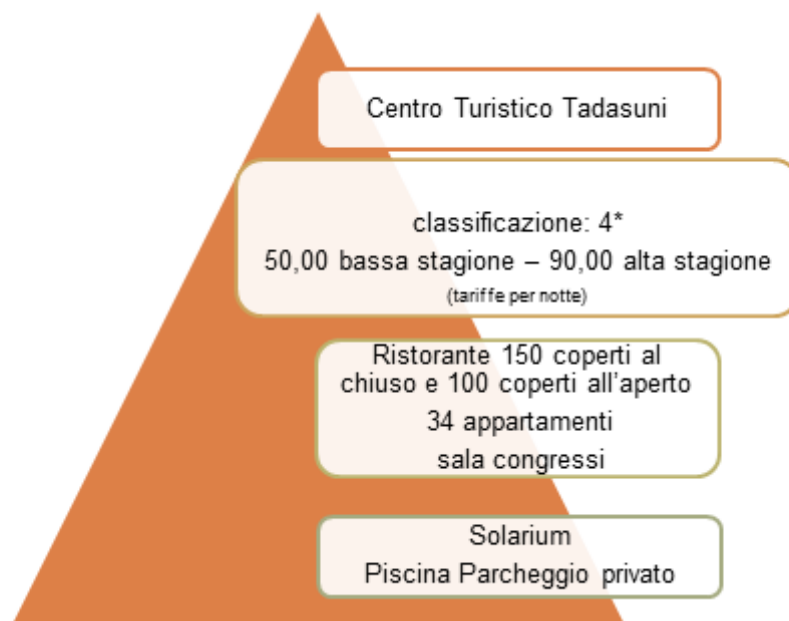 Centro Turistico Tadasuni
classificazione: 4*
50,00 bassa stagione – 90,00 alta stagione
(tariffe per notte)
Ristorante 150 coperti al
chiuso e 100 coperti all'aperto
34 appartamenti
sala congressi
Solarium
Piscina Parcheggio privato